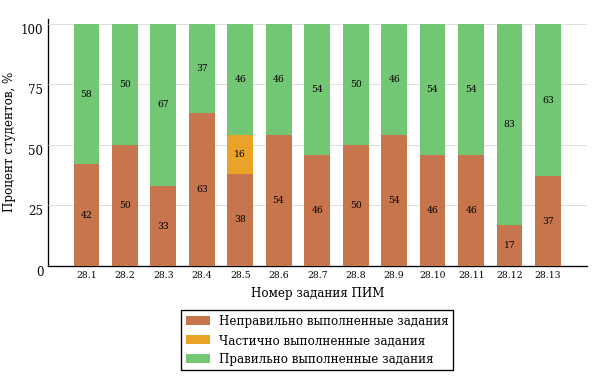 Процент студентов, %
100
75
50
25
0
58 50 67 37 46 46 54 50 46 54 54 83 63
16
42 50 33 63 38 54 46 50 54 46 46 17 37
28.1 28.2 28.3 28.4 28.5 28.6 28.7 28.8 28.9 28.10 28.11 28.12 28.13
Номер задания ПИМ
Неправильно выполненные задания
Частично выполненные задания
Правильно выполненные задания